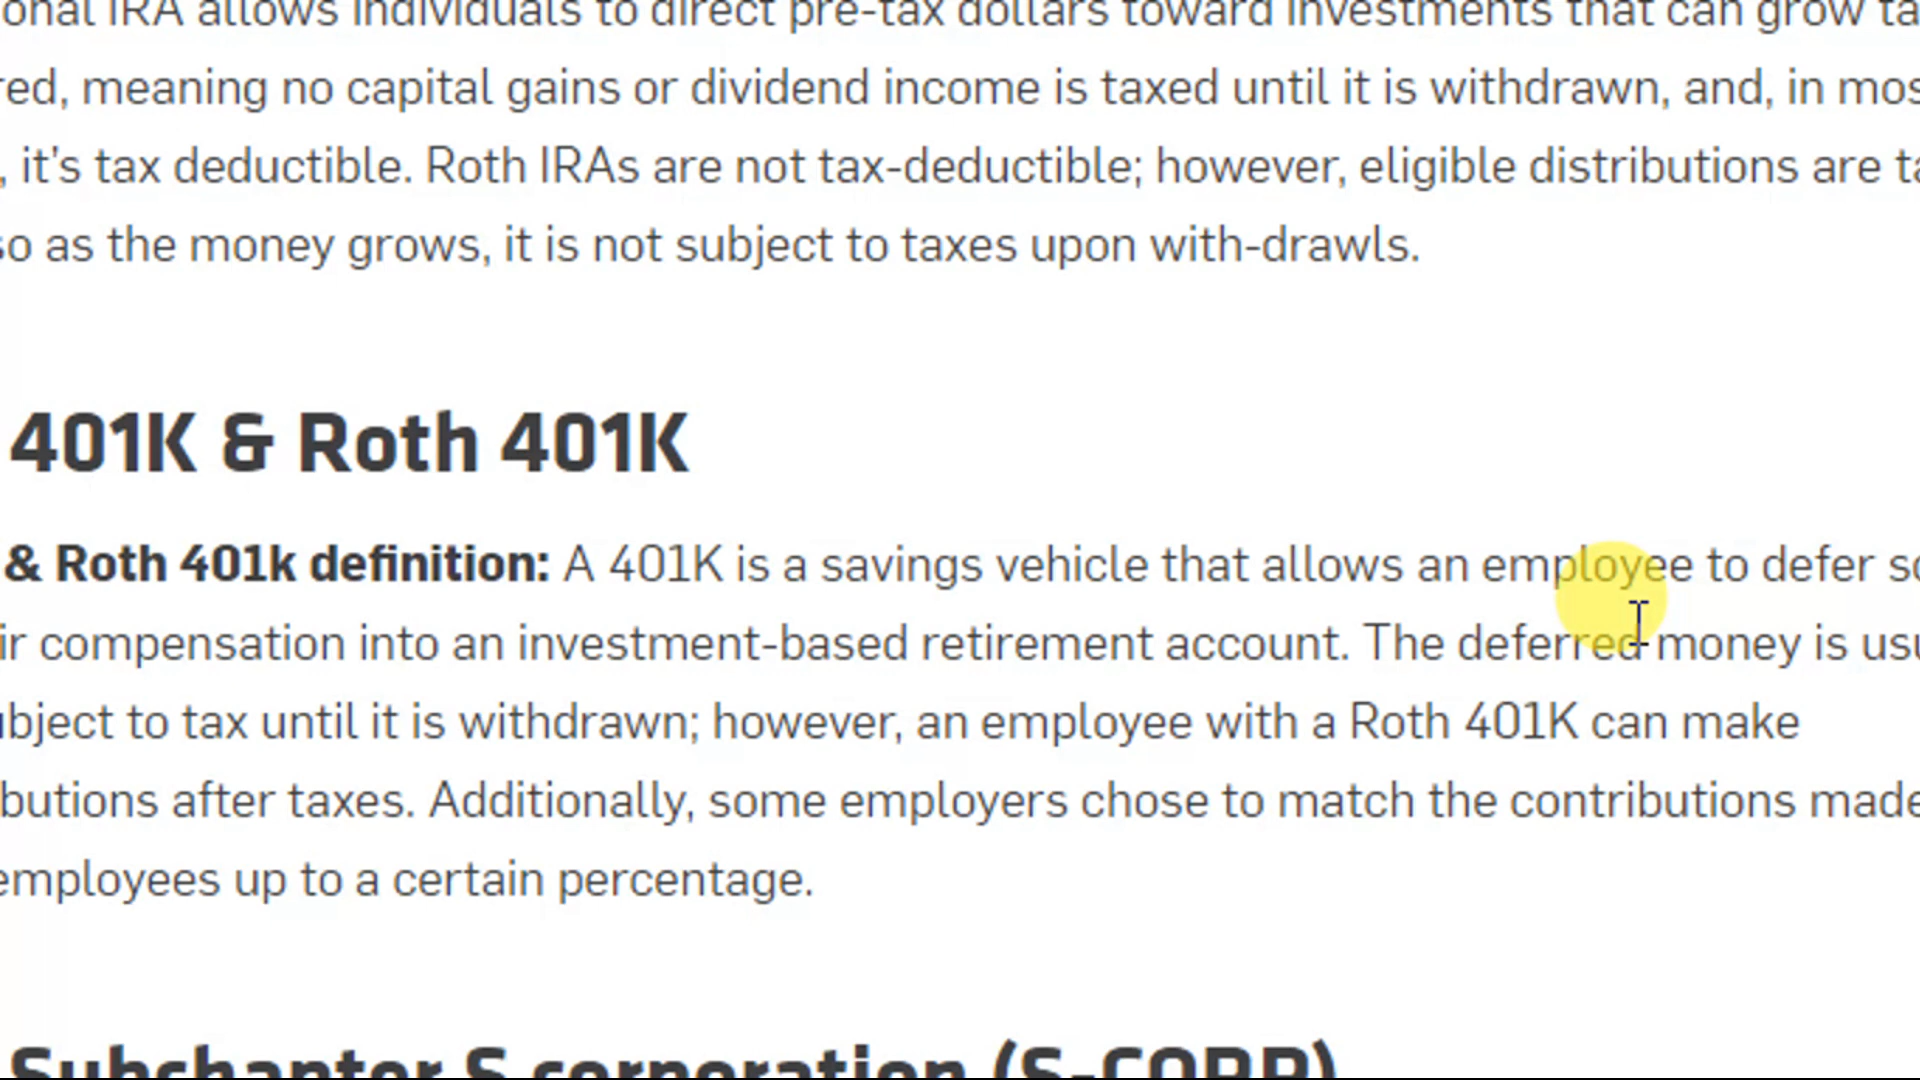 onal IRA allows individuals to direct pre-tax dollars toward investments that can grow ta
red, meaning no capital gains or dividend income is taxed until it is withdrawn, and, in mos
, it's tax deductible. Roth IRAs are not tax-deductible; however, eligible distributions are ta
so as the money grows, it is not subject to taxes upon with-drawls.
401K & Roth 401K
& Roth 401k definition: A 401K is a savings vehicle that allows an employee to defer so
ir compensation into an investment-based retirement account. The deferred money is usu
ubject to tax until it is withdrawn; however, an employee with a Roth 401K can make
butions after taxes. Additionally, some employers chose to match the contributions made
employees up to a certain percentage.
Subchapter S corporation (S-CORP)